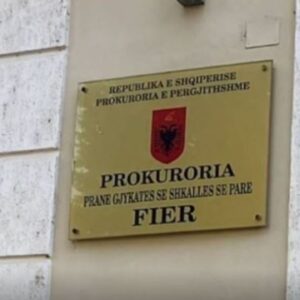 REPUBLIKA E SHQIPERISE
PROKURORIA E PERGJITHSHME
PROKURORIA
PRANE GJYKATES SE SHKALLES SE PARE
FIER